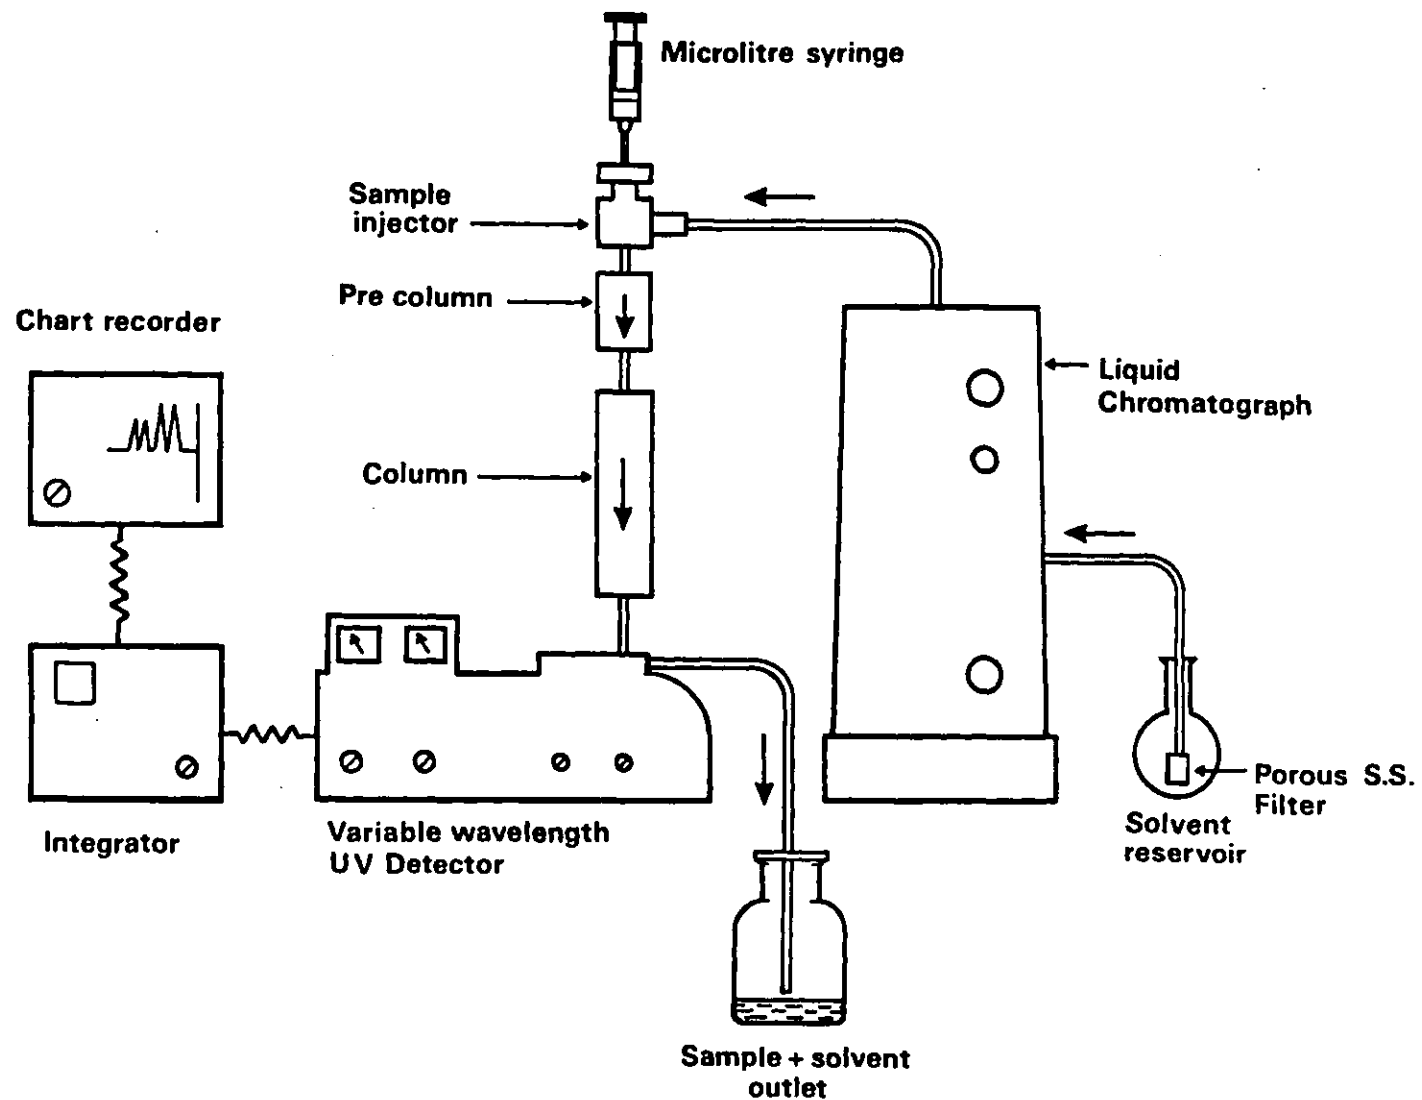 Microlitre syringe
Sample
injector
Pre column
Chart recorder
Liquid
Chromatograph
Column
Porous S.S.
Filter
Solvent
reservoir
Integrator
Variable wavelength
UV Detector
Sample + solvent
outlet